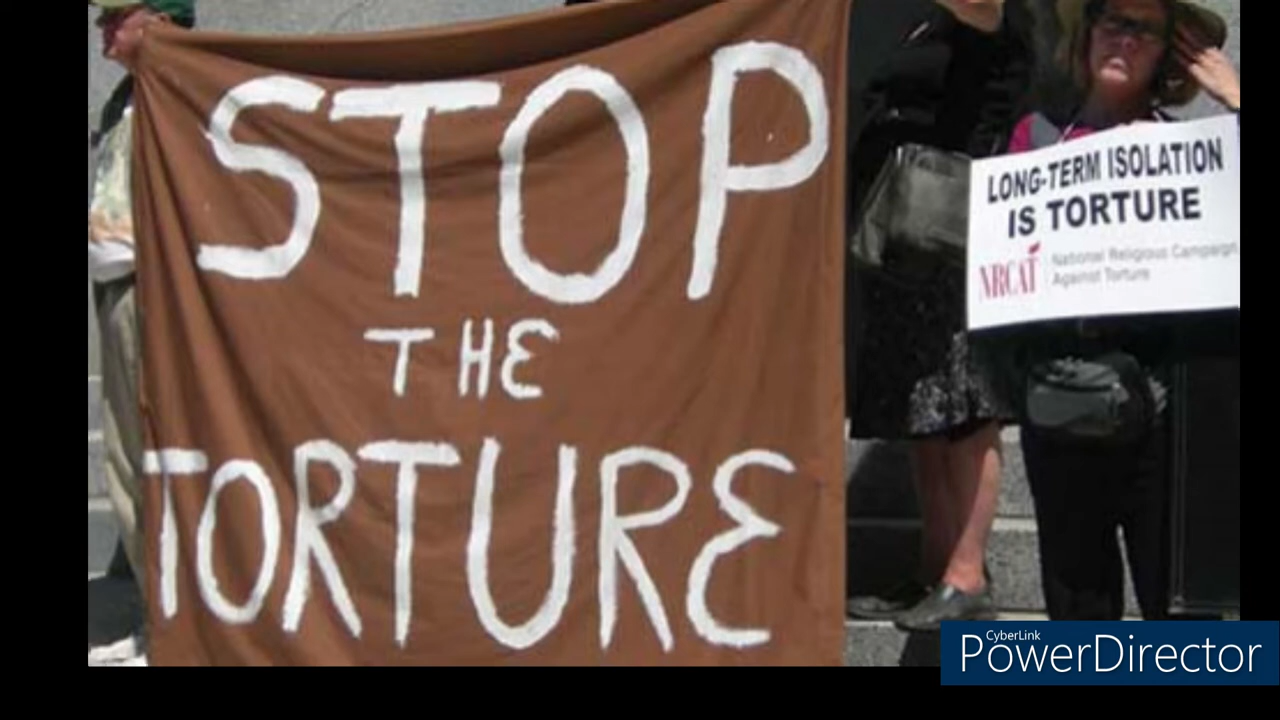 STOP
THE
TORTURE
LONG-TERM ISOLATION
IS TORTURE
NRCAT
National Religious Campaign
Against Torture
CyberLink
PowerDirector